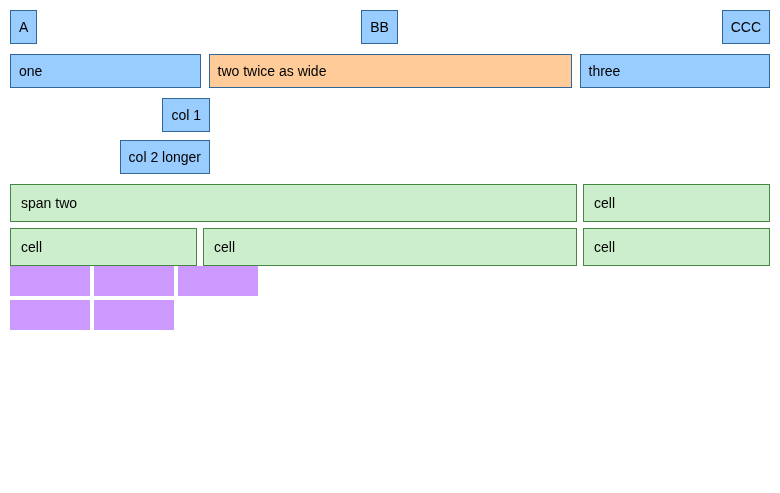 A BB CCC
one two twice as wide three
col 1
col 2 longer
span two cell
cell cell cell